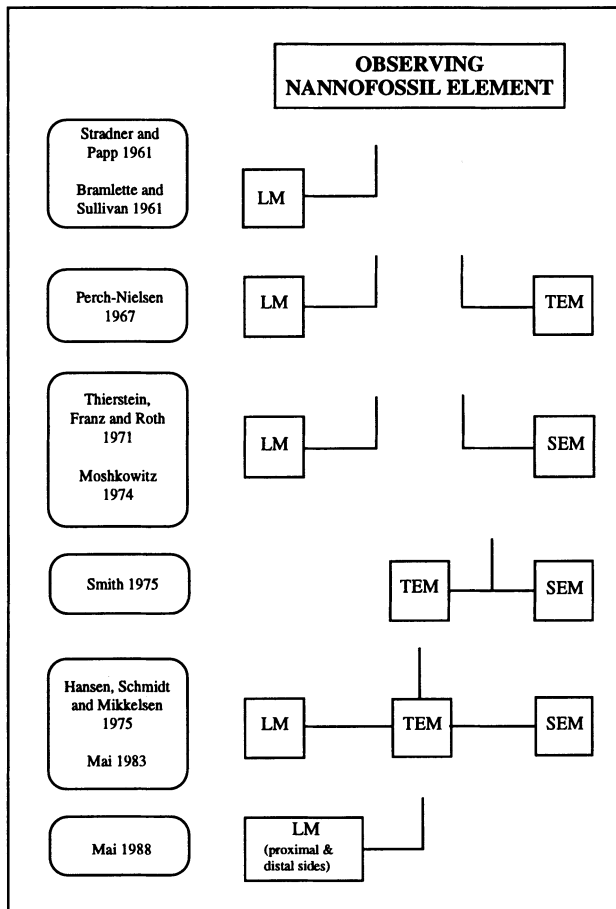 OBSERVING
NANNOFOSSIL ELEMENT
Stradner and
Papp 1961
Bramlette and
Sullivan 1961
LM
Perch-Nielsen
1967
LM
TEM
Thierstein,
Franz and Roth
1971
Moshkowitz
1974
LM
SEM
Smith 1975
TEM
SEM
Hansen, Schmidt
and Mikkelsen
1975
Mai 1983
LM
TEM
SEM
Mai 1988
LM
(proximal &
distal sides)